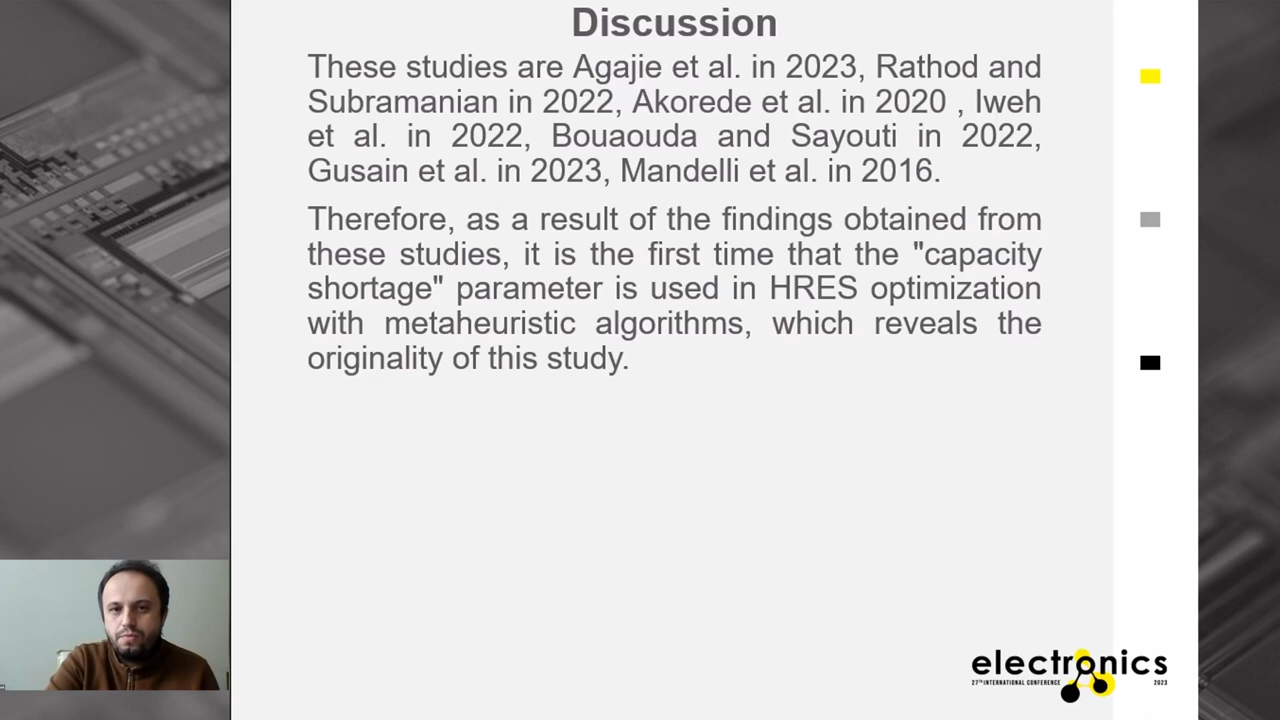 Discussion
These studies are Agajie et al. in 2023, Rathod and
Subramanian in 2022, Akorede et al. in 2020 , Iweh
et al. in 2022, Bouaouda and Sayouti in 2022,
Gusain et al. in 2023, Mandelli et al. in 2016.
Therefore, as a result of the findings obtained from
these studies, it is the first time that the "capacity
shortage" parameter is used in HRES optimization
with metaheuristic algorithms, which reveals the
originality of this study.
electronics
27TH INTERNATIONAL CONFERENCE 2023